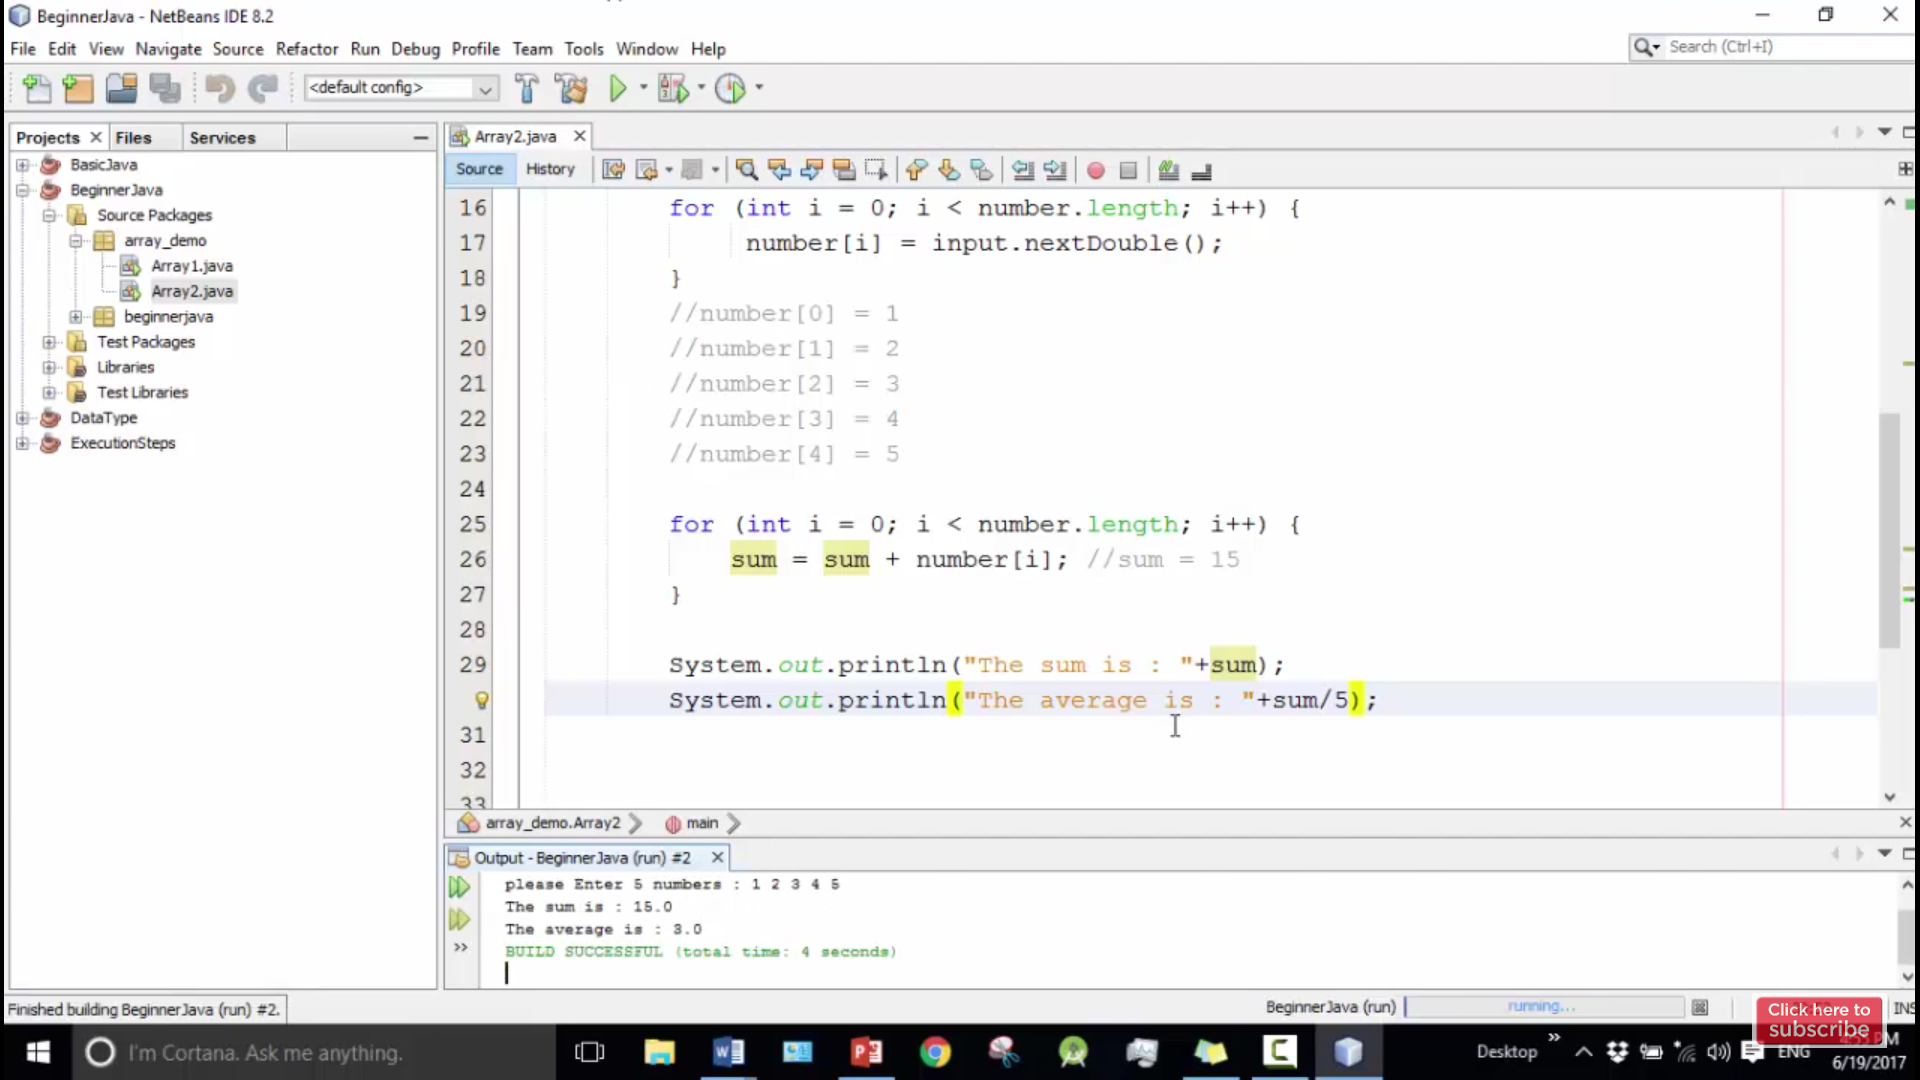 BeginnerJava - NetBeans IDE 8.2
File Edit View Navigate Source Refactor Run Debug Profile Team Tools Window Help
Search (Ctrl+I)
<default config>
Projects Files Services
BasicJava
BeginnerJava
Source Packages
array_demo
Array1.java
Array2.java
beginnerjava
Test Packages
Libraries
Test Libraries
DataType
ExecutionSteps
Array2.java
Source History
16 for (int i = 0; i < number.length; i++) {
17 number[i] = input.nextDouble();
18 }
19 //number[0] = 1
20 //number[1] = 2
21 //number[2] = 3
22 //number[3] = 4
23 //number[4] = 5
24
25 for (int i = 0; i < number.length; i++) {
26 sum = sum + number[i]; //sum = 15
27 }
28
29 System.out.println("The sum is : "+sum);
System.out.println("The average is : "+sum/5);
31
32
33
array_demo.Array2 main
Output - BeginnerJava (run) #2
please Enter 5 numbers : 1 2 3 4 5
The sum is : 15.0
The average is : 3.0
BUILD SUCCESSFUL (total time: 4 seconds)
Finished building BeginnerJava (run) #2.
BeginnerJava (run) running...
INS
Click here to
subscribe
I'm Cortana. Ask me anything.
Desktop
ENG
PM
6/19/2017